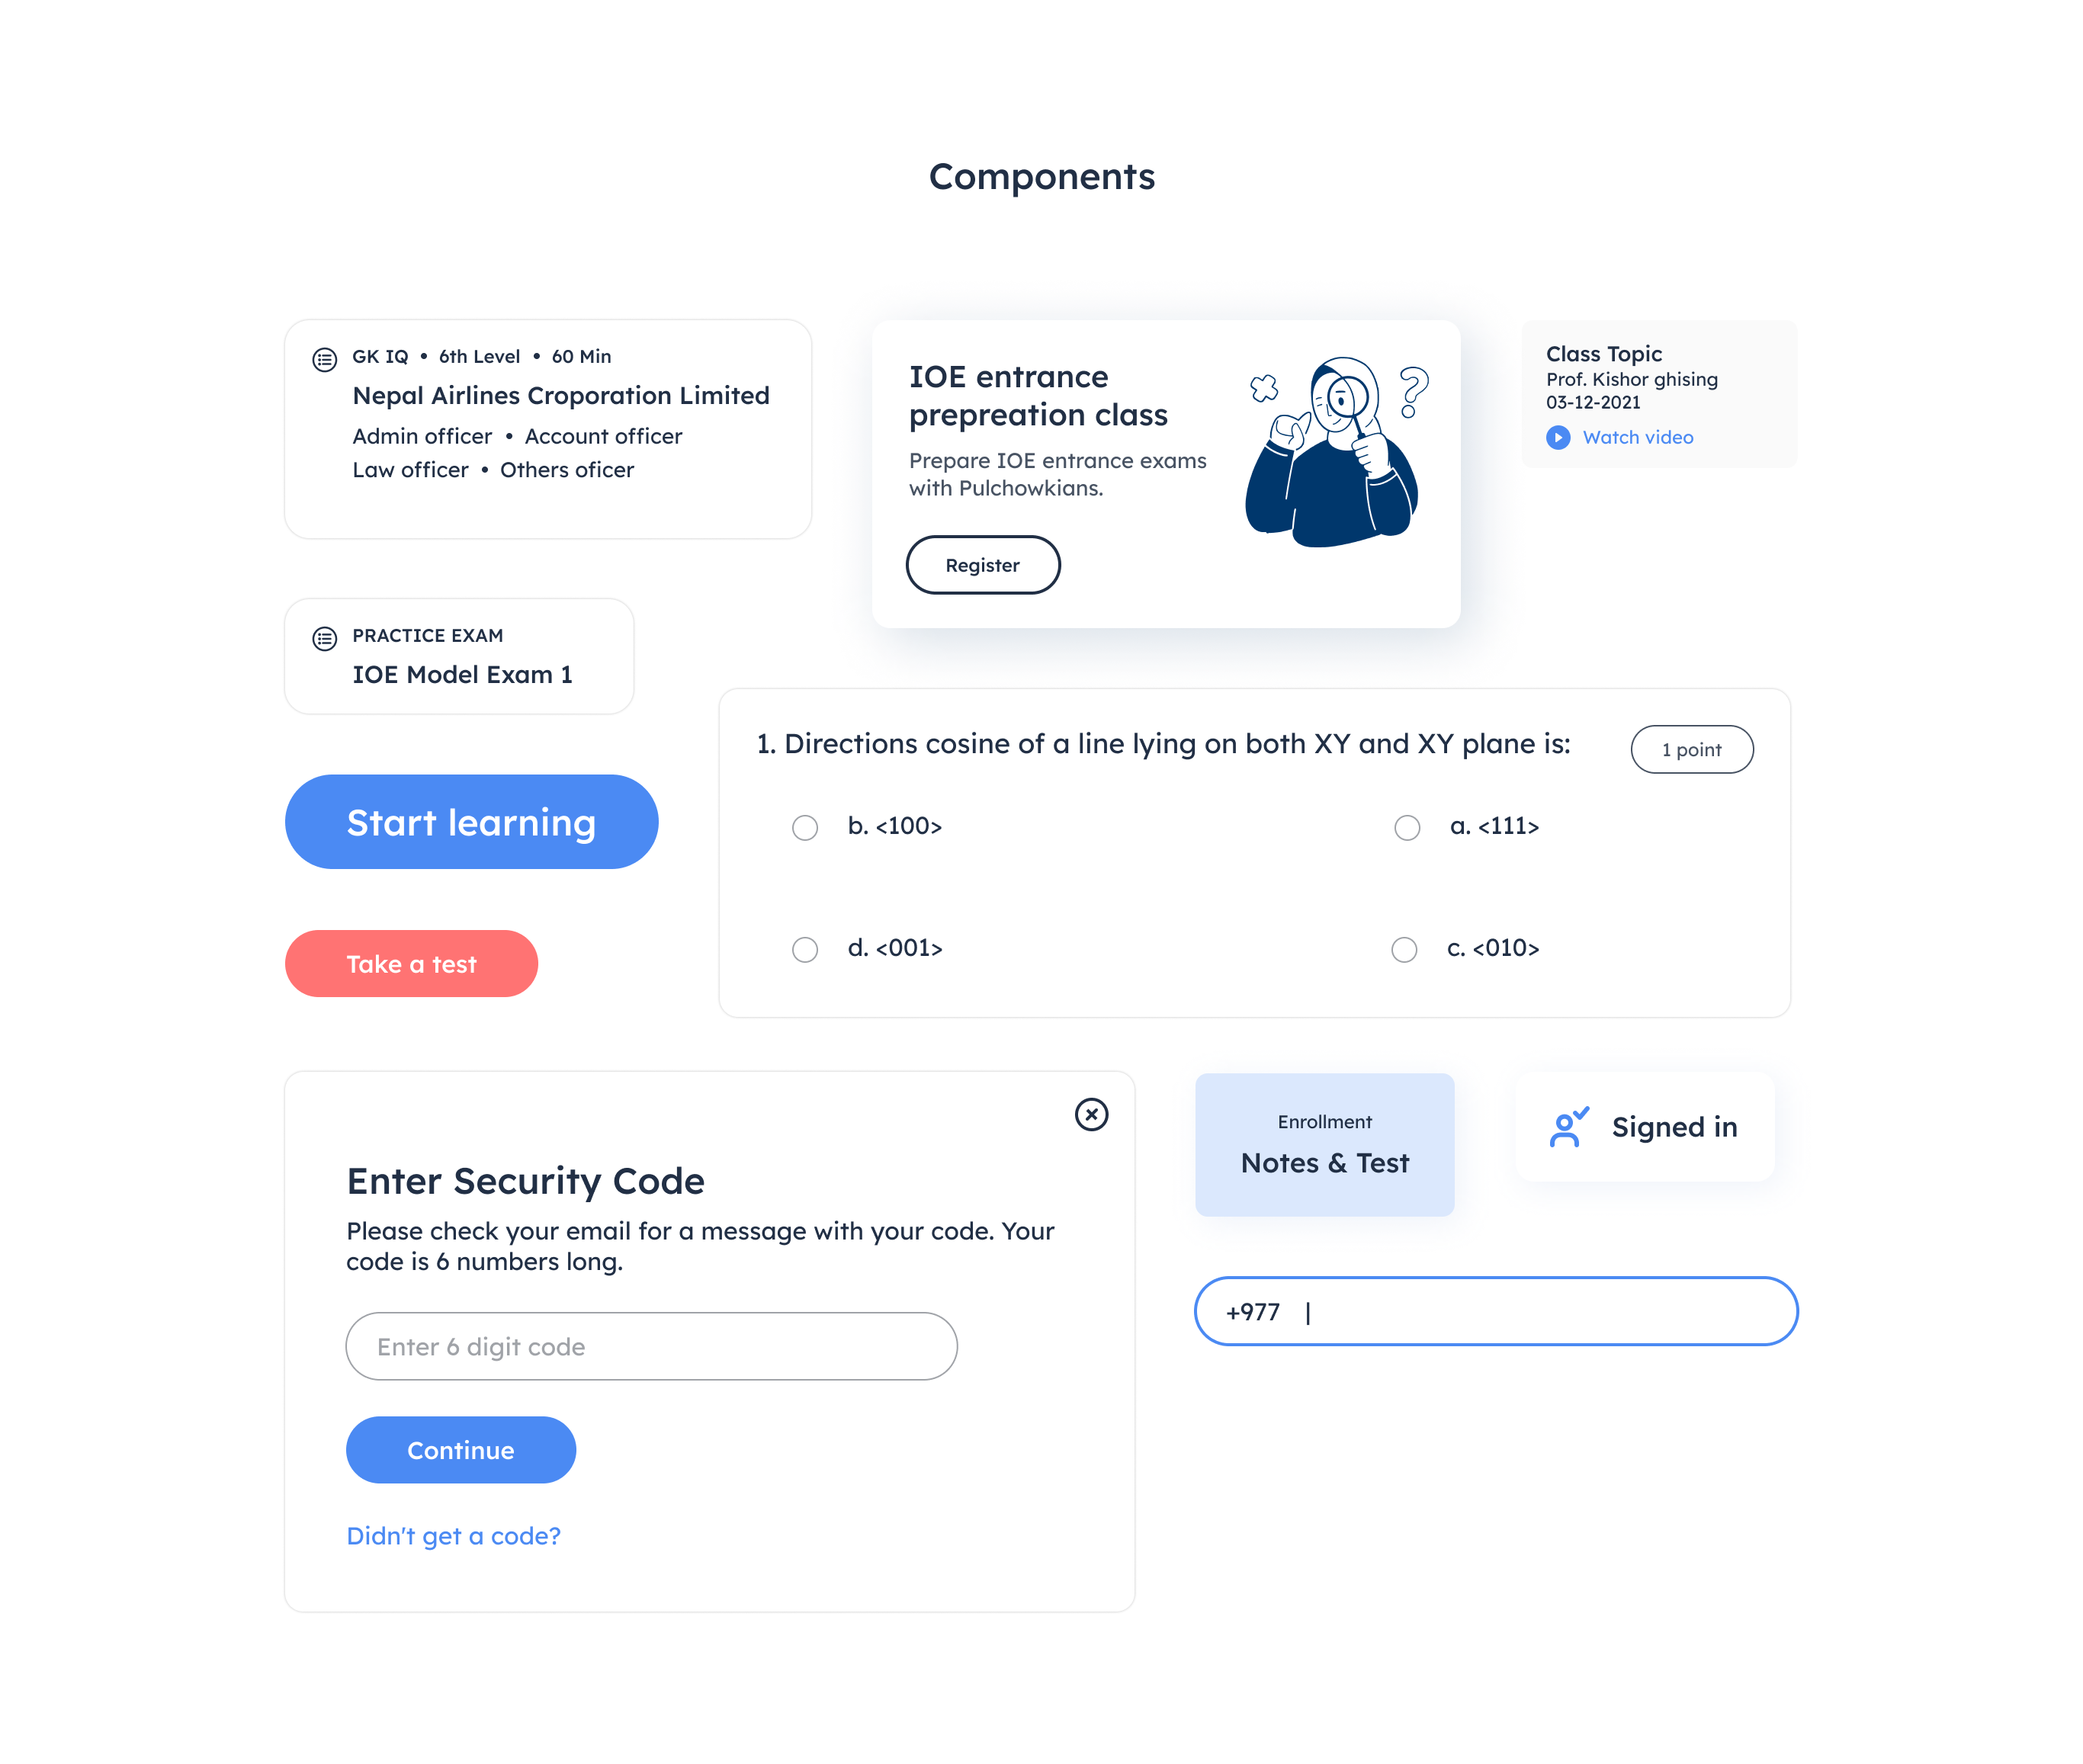 Components
GK IQ • 6th Level • 60 Min
Nepal Airlines Croporation Limited
Admin officer • Account officer
Law officer • Others oficer
IOE entrance
prepreation class
Prepare IOE entrance exams
with Pulchowkians.
Register
Class Topic
Prof. Kishor ghising
03-12-2021
Watch video
PRACTICE EXAM
IOE Model Exam 1
Start learning
Take a test
1. Directions cosine of a line lying on both XY and XY plane is:
1 point
b. <100>
a. <111>
d. <001>
c. <010>
Enter Security Code
Please check your email for a message with your code. Your
code is 6 numbers long.
Enter 6 digit code
Continue
Didn't get a code?
Enrollment
Notes & Test
Signed in
+977 |